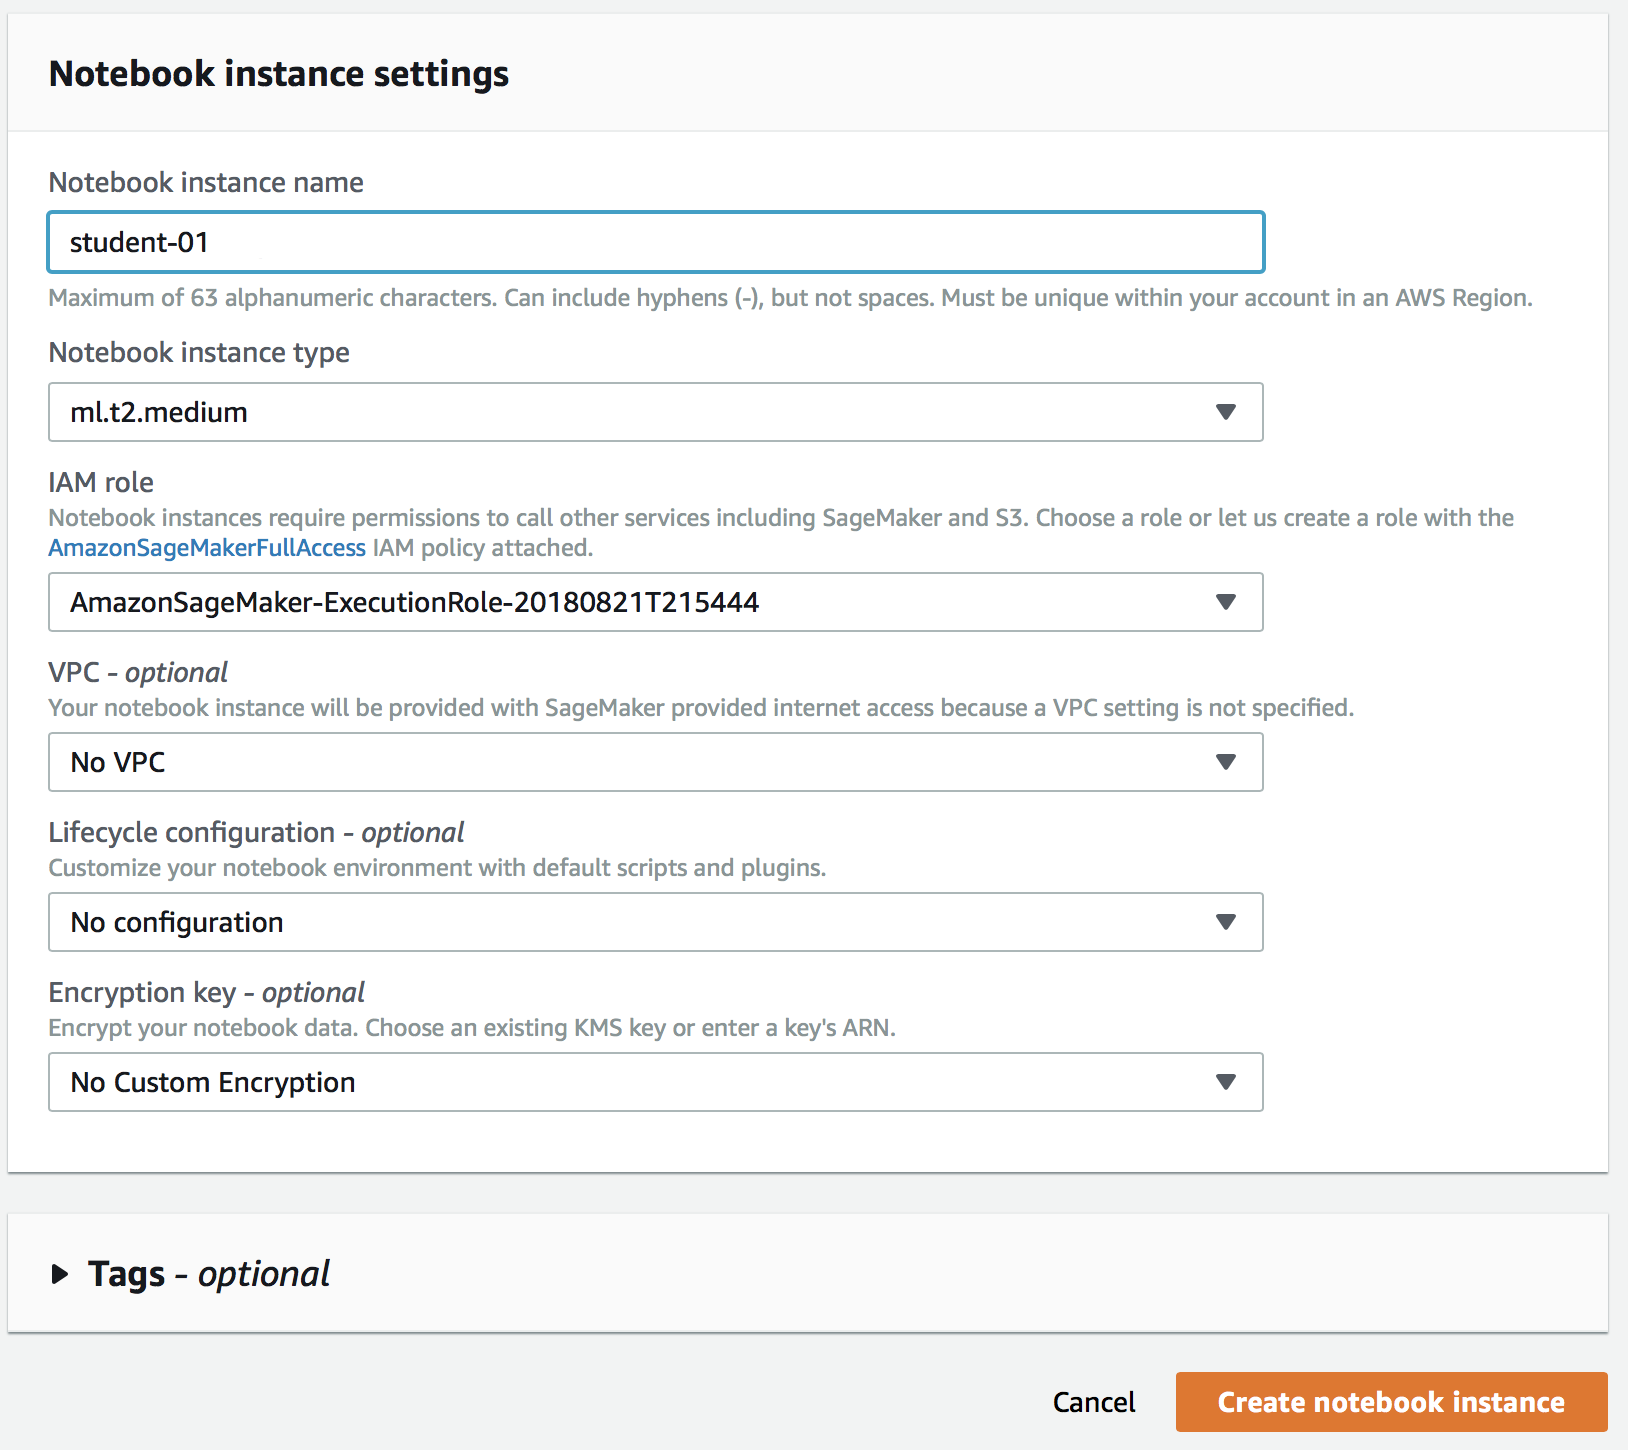 Notebook instance settings
Notebook instance name
student-01
Maximum of 63 alphanumeric characters. Can include hyphens (-), but not spaces. Must be unique within your account in an AWS Region.
Notebook instance type
ml.t2.medium
IAM role
Notebook instances require permissions to call other services including SageMaker and S3. Choose a role or let us create a role with the
AmazonSageMakerFullAccess IAM policy attached.
AmazonSageMaker-ExecutionRole-20180821T215444
VPC - optional
Your notebook instance will be provided with SageMaker provided internet access because a VPC setting is not specified.
No VPC
Lifecycle configuration - optional
Customize your notebook environment with default scripts and plugins.
No configuration
Encryption key - optional
Encrypt your notebook data. Choose an existing KMS key or enter a key's ARN.
No Custom Encryption
Tags - optional
Cancel
Create notebook instance